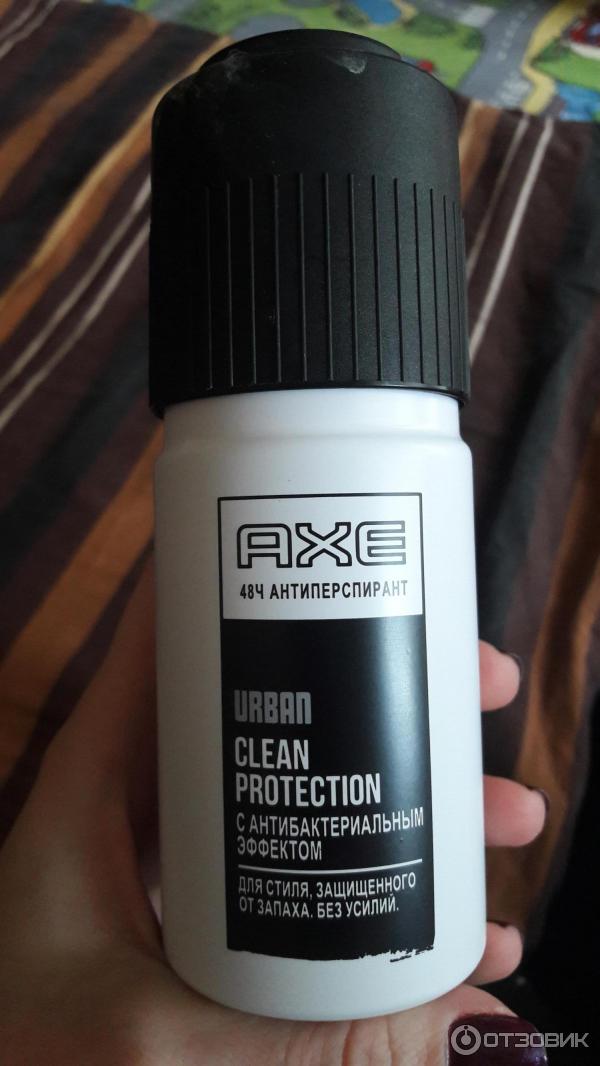 AXE
48Ч АНТИПЕРСПИРАНТ
URBAN
CLEAN
PROTECTION
С АНТИБАКТЕРИАЛЬНЫМ
ЭФФЕКТОМ
ДЛЯ СТИЛЯ, ЗАЩИЩЕННОГО
ОТ ЗАПАХА. БЕЗ УСИЛИЙ.
ОТЗОВИК